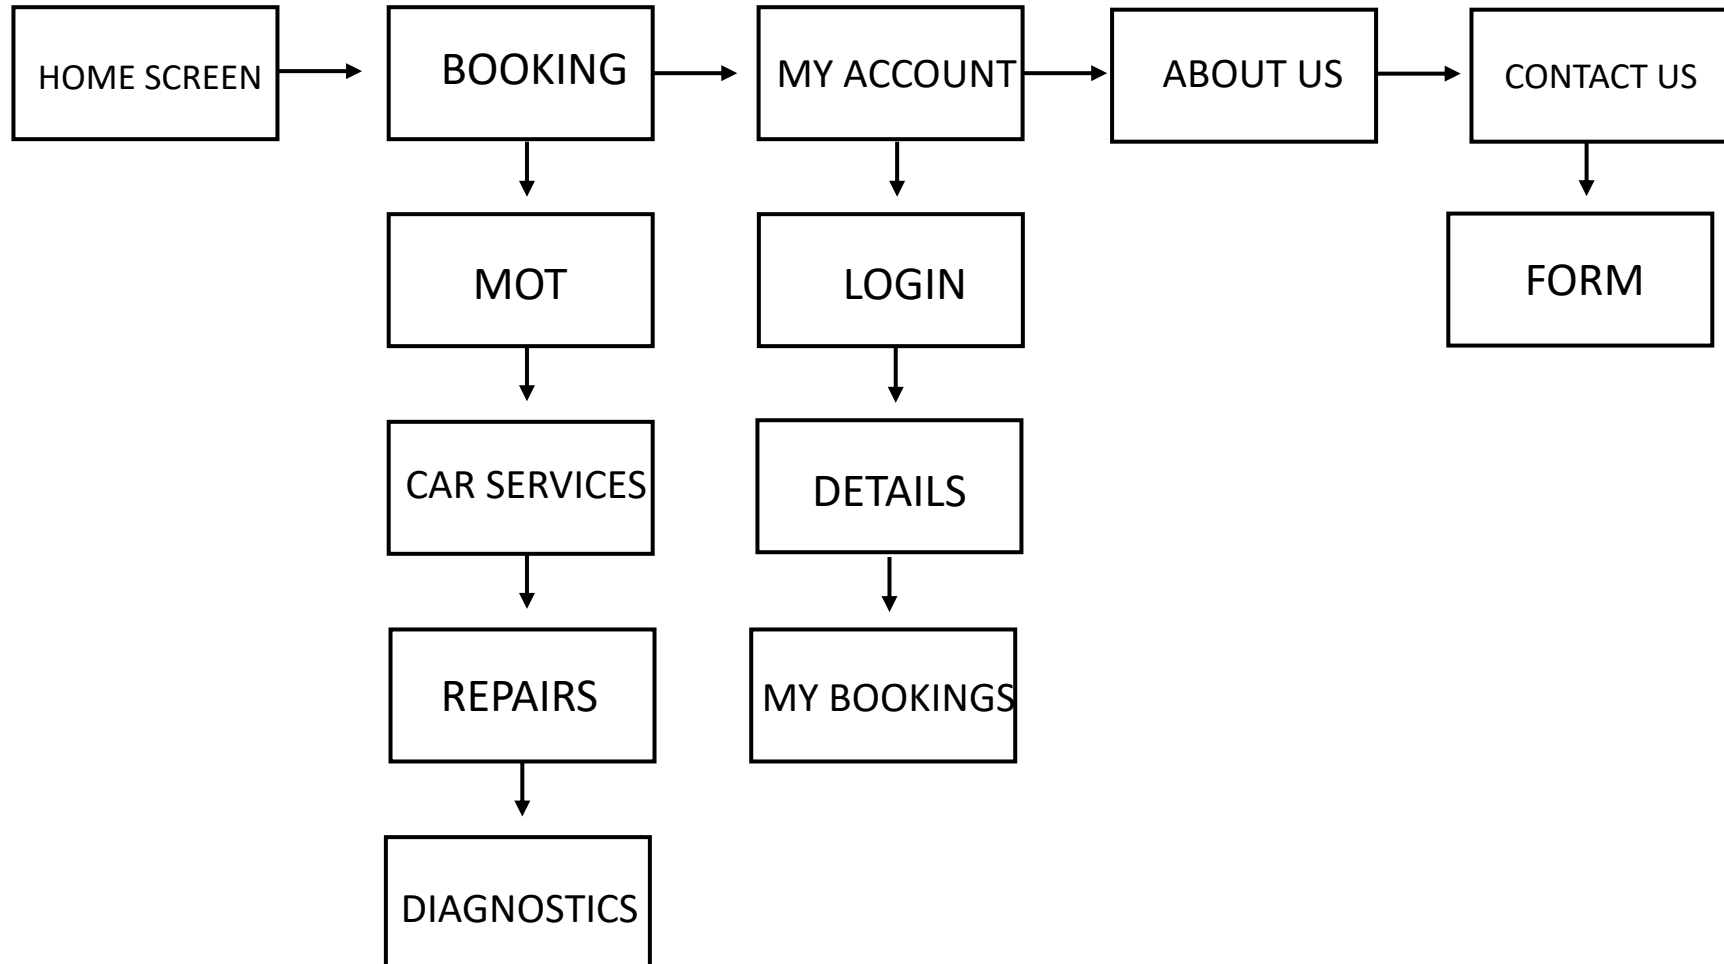 HOME SCREEN
BOOKING
MY ACCOUNT
ABOUT US
CONTACT US
MOT
LOGIN
FORM
CAR SERVICES
DETAILS
REPAIRS
MY BOOKINGS
DIAGNOSTICS